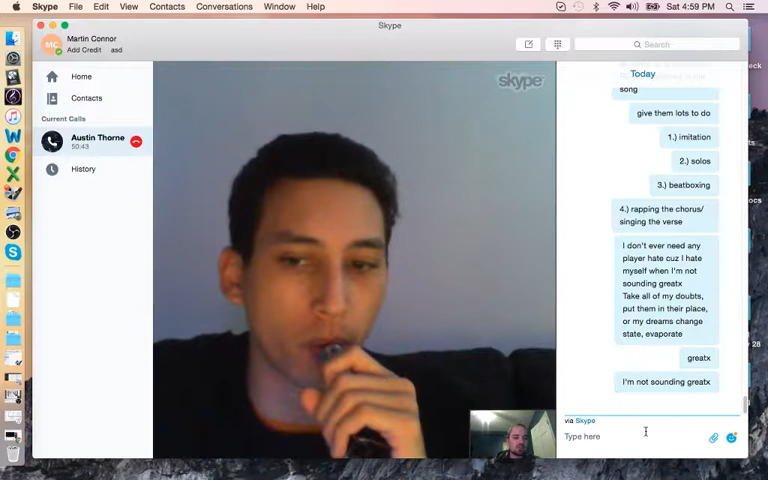 Skype File Edit View Contacts Conversations Window Help Sat 4:59 PM
Skype
MC Martin Connor
Add Credit asd
Search
Home
Contacts
Current Calls
Austin Thorne
50:43
History
skype
Today
song
give them lots to do
1.) imitation
2.) solos
3.) beatboxing
4.) rapping the chorus/
singing the verse
I don't ever need any
player hate cuz I hate
myself when I'm not
sounding greatx
Take all of my doubts,
put them in their place,
or my dreams change
state, evaporate
greatx
I'm not sounding greatx
via Skype
Type here